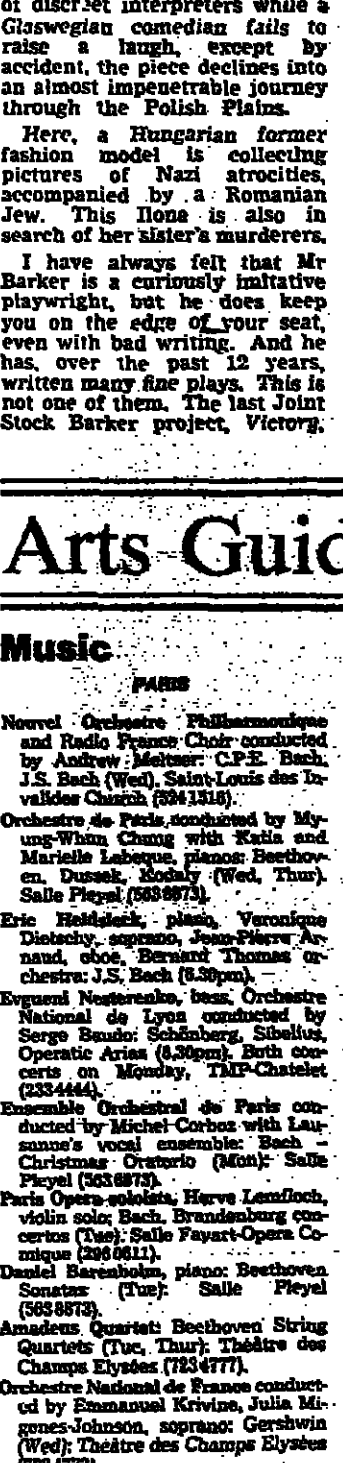 of discreet interpreters while a
Glaswegian comedian fails to
raise a laugh, except by
accident, the piece declines into
an almost impenetrable journey
through the Polish Plains.
Here, a Hungarian former
fashion model is collecting
pictures of Nazi atrocities,
accompanied by a Romanian
Jew. This Ilona is also in
search of her sister's murderers.
I have always felt that Mr
Barker is a curiously imitative
playwright, but he does keep
you on the edge of your seat,
even with bad writing. And he
has, over the past 12 years,
written many fine plays. This is
not one of them. The last Joint
Stock Barker project, Victory,
Arts Guid
Music
PARIS
Nouvel Orchestre Philharmonique
and Radio France Choir conducted
by Andrew Meltzer: C.P.E. Bach,
J.S. Bach (Wed), Saint-Louis des In-
valides Church
Orchestre de Paris conducted by My-
ung-Whun Chung with Katia and
Marielle Labeque, pianos: Beethov-
en, Dussek, Kodaly (Wed, Thur).
Salle Pleyel (5638873).
Eric Heidsieck, piano, Veronique
Dietschy, soprano, Jean-Pierre Ar-
naud, oboe, Bernard Thomas or-
chestra: J.S. Bach (6.30pm).
Evgueni Nesterenko, bass, Orchestre
National de Lyon conducted by
Serge Baudo: Schönberg, Sibelius,
Operatic Arias (8.30pm). Both con-
certs on Monday, TMP-Chatelet
(2334444).
Ensemble Orchestral de Paris con-
ducted by Michel Corboz with Lau-
sanne's vocal ensemble: Bach –
Christmas Oratorio (Mon): Salle
Pleyel (5638873).
Paris Opera soloists, Herve Lemfloch,
violin solo; Bach, Brandenburg con-
certos (Tue): Salle Favart-Opera Co-
mique (2960611).
Daniel Barenboim, piano: Beethoven
Sonatas (Tue): Salle Pleyel
(5638873).
Amadeus Quartet: Beethoven String
Quartets (Tue, Thur): Théâtre des
Champs Elysées (7234777).
Orchestre National de France conduct-
ed by Emmanuel Krivine, Julia Mi-
genes-Johnson, soprano: Gershwin
(Wed): Théâtre des Champs Elysées